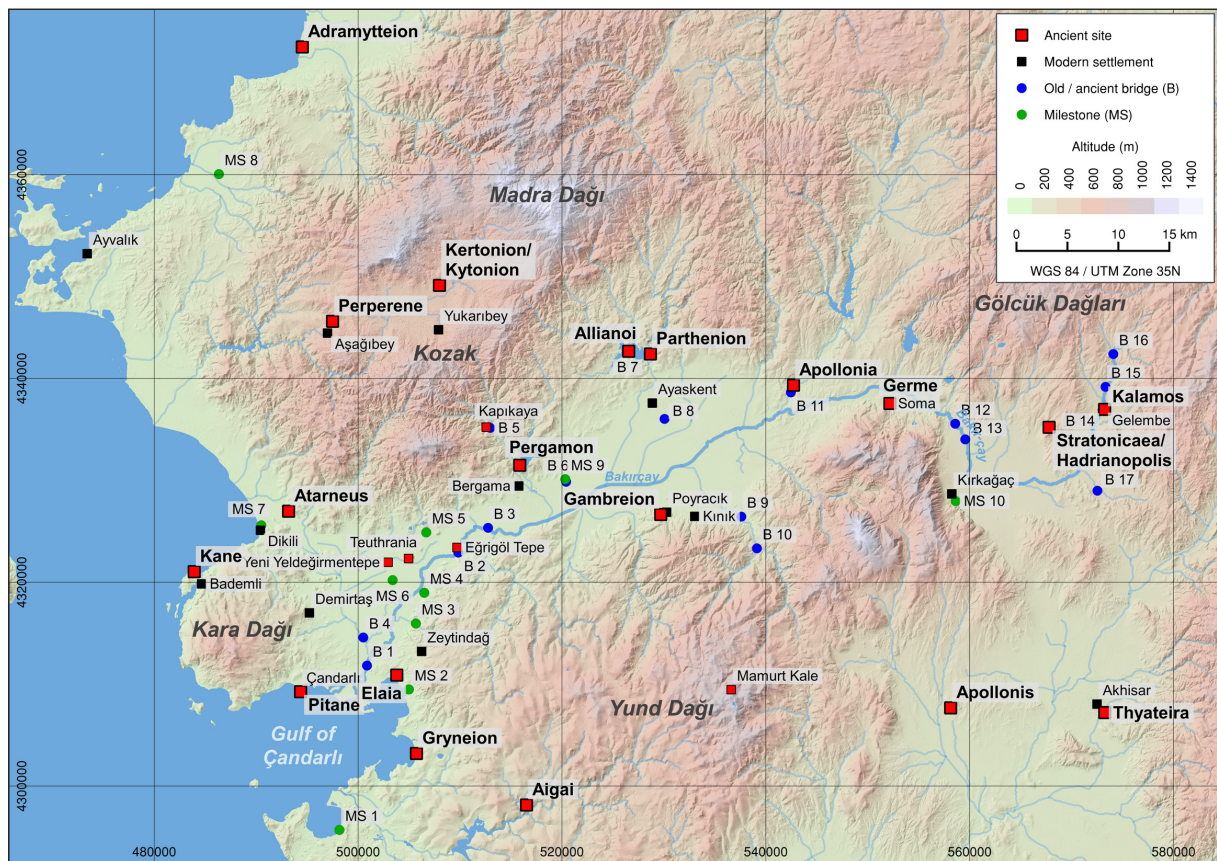 Adramytteion
Ancient site
Modern settlement
Old / ancient bridge (B)
Milestone (MS)
Altitude (m)
0
200
400
600
800
1000
1200
1400
0 5 10 15 km
WGS 84 / UTM Zone 35N
4360000
MS 8
Madra Dağı
Ayvalık
Kertonion/
Kytonion
Gölcük Dağları
Perperene
Yukarıbey
Aşağıbey
Kozak
Allianoi
Parthenion
B 7
B 16
B 15
4340000
Apollonia
Germe
Soma
B 11
Kalamos
Gelembe
Ayaskent
B 8
Kapıkaya
B 5
B 12
B 13
B 14
Stratonicaea/
Hadrianopolis
Pergamon
B 6
MS 9
Bakırçay
Bergama
Kırkağaç
MS 10
B 17
Gambreion
Poyracık
Kınık
B 9
B 10
Atarneus
MS 7
Dikili
MS 5
B 3
Teuthrania
Eğrigöl Tepe
B 2
Yeni Yeldeğirmentepe
Kane
Bademli
4320000
MS 4
MS 6
Demirtaş
MS 3
Kara Dağı
B 4
Zeytindağ
B 1
MS 2
Çandarlı
Elaia
Pitane
Mamurt Kale
Yund Dağı
Apollonis
Akhisar
Thyateira
Gulf of
Çandarlı
Gryneion
4300000
Aigai
MS 1
480000
500000
520000
540000
560000
580000